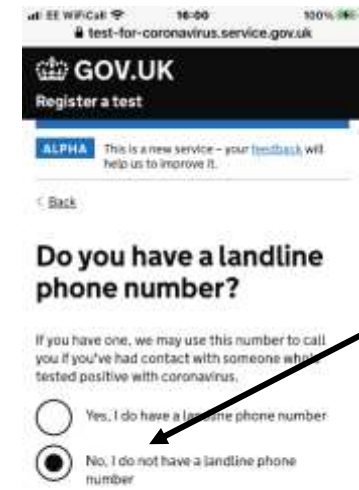 EE WiFiCall 16:00 100%
test-for-coronavirus.service.gov.uk
GOV.UK
Register a test
ALPHA This is a new service – your feedback will
help us to improve it.
< Back
Do you have a landline
phone number?
If you have one, we may use this number to call
you if you've had contact with someone who
tested positive with coronavirus.
Yes, I do have a landline phone number
No, I do not have a landline phone
number